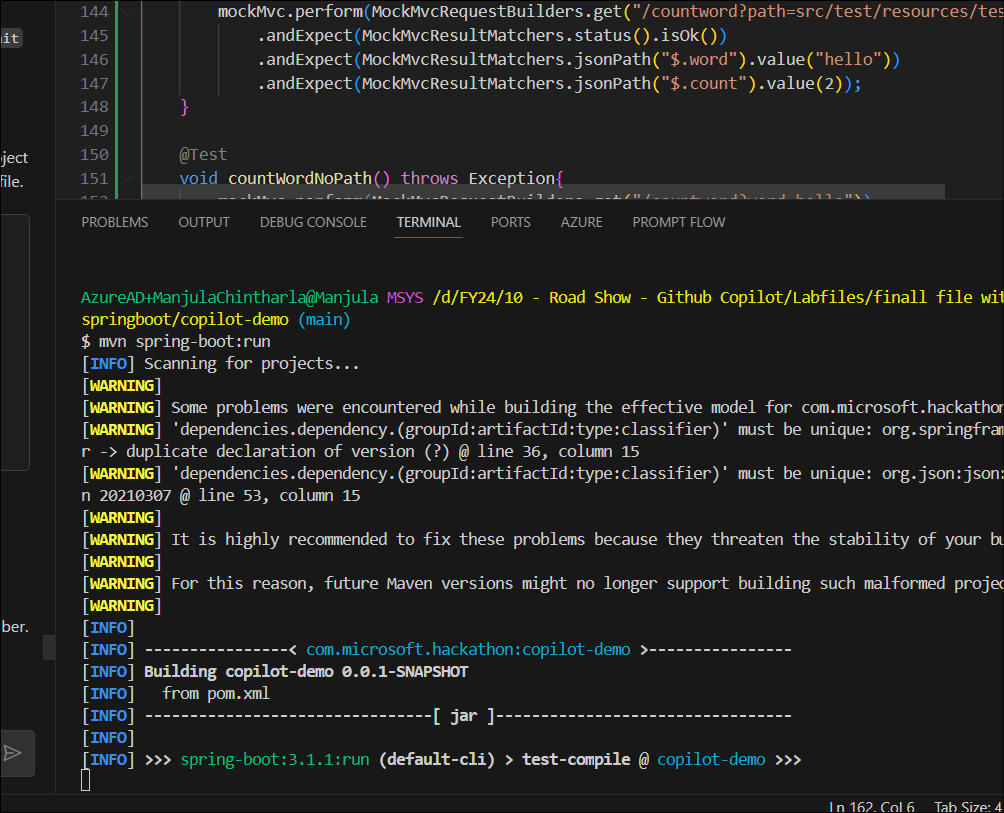 144 mockMvc.perform(MockMvcRequestBuilders.get("/countword?path=src/test/resources/tes
145 .andExpect(MockMvcResultMatchers.status().isOk())
146 .andExpect(MockMvcResultMatchers.jsonPath("$.word").value("hello"))
147 .andExpect(MockMvcResultMatchers.jsonPath("$.count").value(2));
148 }
149
150 @Test
151 void countWordNoPath() throws Exception{
it
ject
file.
ber.
PROBLEMS OUTPUT DEBUG CONSOLE TERMINAL PORTS AZURE PROMPT FLOW
AzureAD+ManjulaChintharla@Manjula MSYS /d/FY24/10 - Road Show - Github Copilot/Labfiles/finall file wit
springboot/copilot-demo (main)
$ mvn spring-boot:run
[INFO] Scanning for projects...
[WARNING]
[WARNING] Some problems were encountered while building the effective model for com.microsoft.hackathon
[WARNING] 'dependencies.dependency.(groupId:artifactId:type:classifier)' must be unique: org.springfram
r -> duplicate declaration of version (?) @ line 36, column 15
[WARNING] 'dependencies.dependency.(groupId:artifactId:type:classifier)' must be unique: org.json:json:
n 20210307 @ line 53, column 15
[WARNING]
[WARNING] It is highly recommended to fix these problems because they threaten the stability of your bu
[WARNING]
[WARNING] For this reason, future Maven versions might no longer support building such malformed projec
[WARNING]
[INFO]
[INFO] ----------------< com.microsoft.hackathon:copilot-demo >----------------
[INFO] Building copilot-demo 0.0.1-SNAPSHOT
[INFO] from pom.xml
[INFO] --------------------------------[ jar ]---------------------------------
[INFO]
[INFO] >>> spring-boot:3.1.1:run (default-cli) > test-compile @ copilot-demo >>>
Ln 162, Col 6 Tab Size: 4